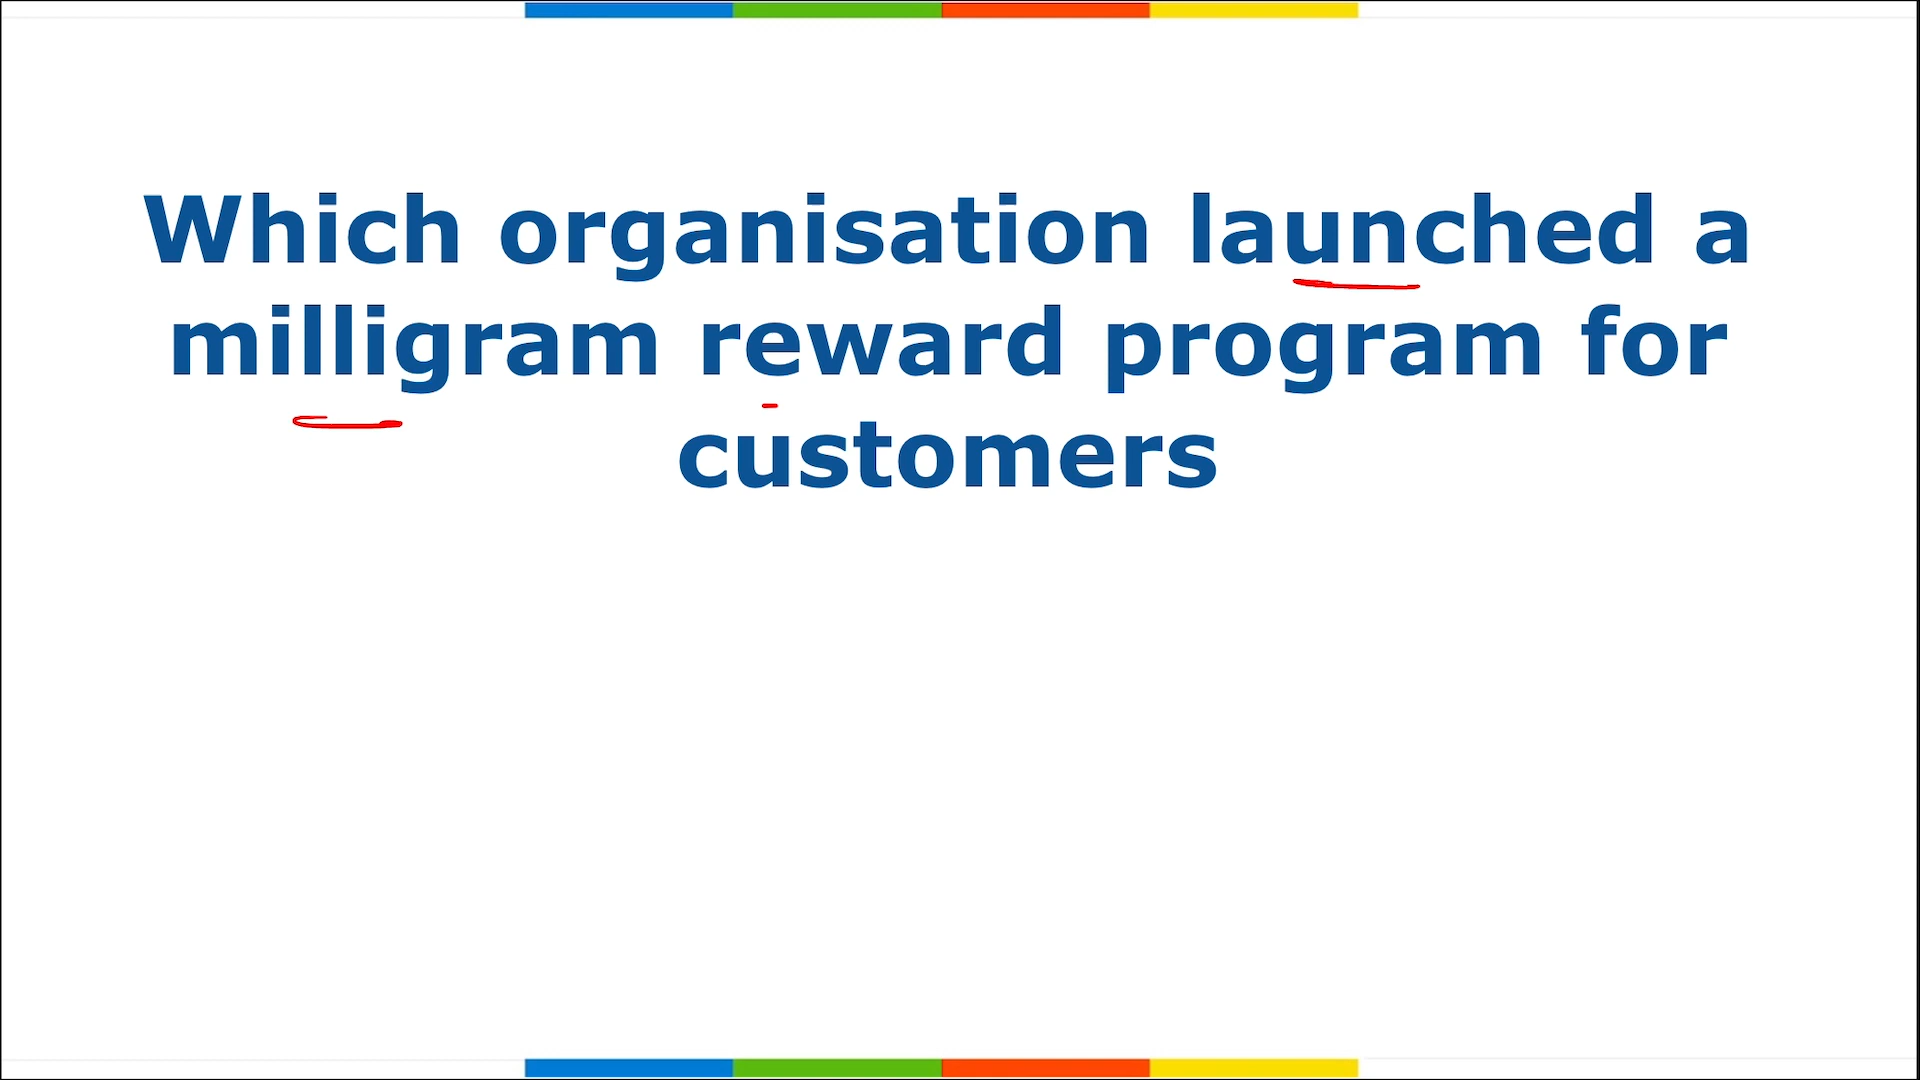 Which organisation launched a
milligram reward program for
customers